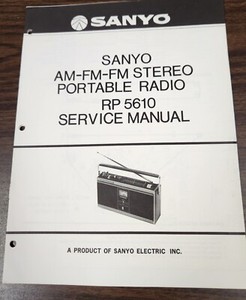 SANYO
SANYO
AM-FM-FM STEREO
PORTABLE RADIO
RP 5610
SERVICE MANUAL
A PRODUCT OF SANYO ELECTRIC INC.